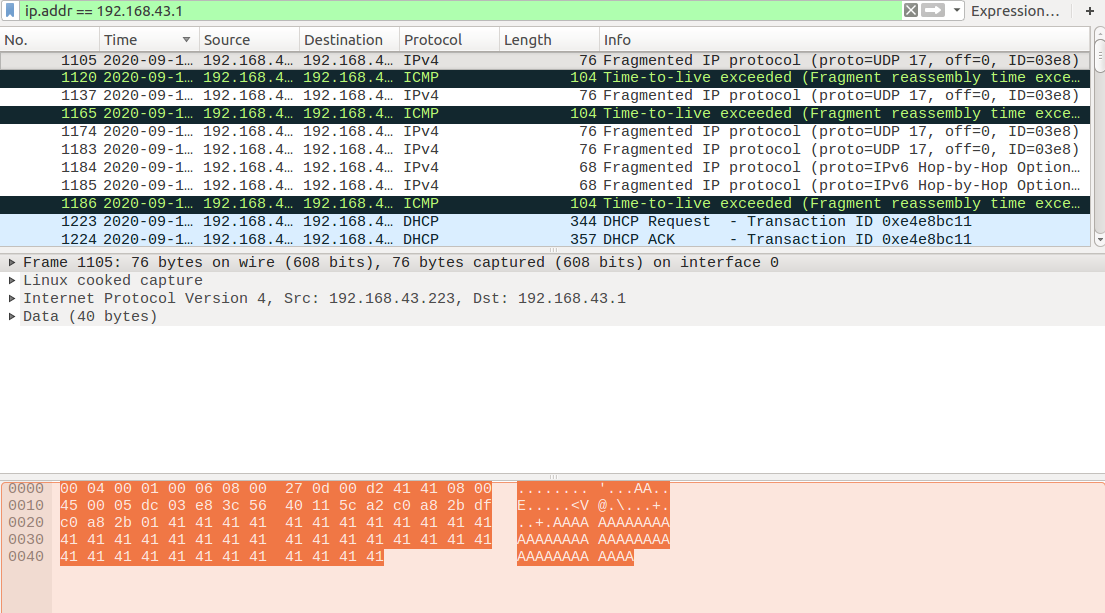 ip.addr == 192.168.43.1 Expression… +
No. Time Source Destination Protocol Length Info
1105 2020-09-1… 192.168.4… 192.168.4… IPv4 76 Fragmented IP protocol (proto=UDP 17, off=0, ID=03e8)
1120 2020-09-1… 192.168.4… 192.168.4… ICMP 104 Time-to-live exceeded (Fragment reassembly time exce…
1137 2020-09-1… 192.168.4… 192.168.4… IPv4 76 Fragmented IP protocol (proto=UDP 17, off=0, ID=03e8)
1165 2020-09-1… 192.168.4… 192.168.4… ICMP 104 Time-to-live exceeded (Fragment reassembly time exce…
1174 2020-09-1… 192.168.4… 192.168.4… IPv4 76 Fragmented IP protocol (proto=UDP 17, off=0, ID=03e8)
1183 2020-09-1… 192.168.4… 192.168.4… IPv4 76 Fragmented IP protocol (proto=UDP 17, off=0, ID=03e8)
1184 2020-09-1… 192.168.4… 192.168.4… IPv4 68 Fragmented IP protocol (proto=IPv6 Hop-by-Hop Option…
1185 2020-09-1… 192.168.4… 192.168.4… IPv4 68 Fragmented IP protocol (proto=IPv6 Hop-by-Hop Option…
1186 2020-09-1… 192.168.4… 192.168.4… ICMP 104 Time-to-live exceeded (Fragment reassembly time exce…
1223 2020-09-1… 192.168.4… 192.168.4… DHCP 344 DHCP Request - Transaction ID 0xe4e8bc11
1224 2020-09-1… 192.168.4… 192.168.4… DHCP 357 DHCP ACK - Transaction ID 0xe4e8bc11
Frame 1105: 76 bytes on wire (608 bits), 76 bytes captured (608 bits) on interface 0
Linux cooked capture
Internet Protocol Version 4, Src: 192.168.43.223, Dst: 192.168.43.1
Data (40 bytes)
0000 00 04 00 01 00 06 08 00 27 0d 00 d2 41 41 08 00 ........ '...AA..
0010 45 00 05 dc 03 e8 3c 56 40 11 5c a2 c0 a8 2b df E.....<V @.\...+.
0020 c0 a8 2b 01 41 41 41 41 41 41 41 41 41 41 41 41 ..+.AAAA AAAAAAAA
0030 41 41 41 41 41 41 41 41 41 41 41 41 41 41 41 41 AAAAAAAA AAAAAAAA
0040 41 41 41 41 41 41 41 41 41 41 41 41 AAAAAAAA AAAA